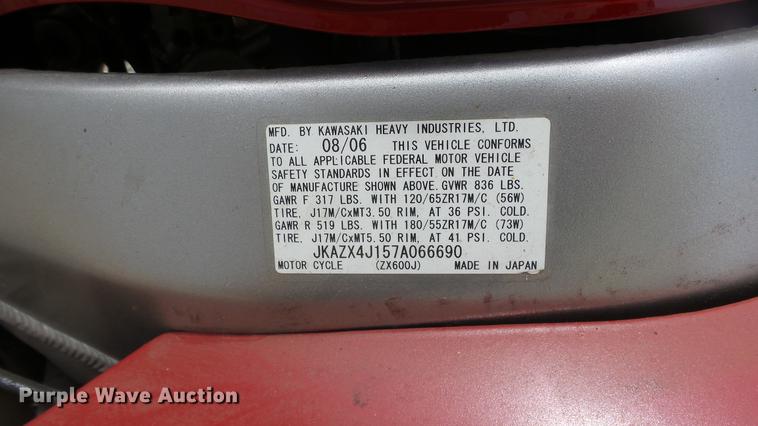 MFD. BY KAWASAKI HEAVY INDUSTRIES, LTD.
DATE: 08/06 THIS VEHICLE CONFORMS
TO ALL APPLICABLE FEDERAL MOTOR VEHICLE
SAFETY STANDARDS IN EFFECT ON THE DATE
OF MANUFACTURE SHOWN ABOVE. GVWR 836 LBS.
GAWR F 317 LBS. WITH 120/65ZR17M/C (56W)
TIRE, J17M/CxMT3.50 RIM, AT 36 PSI. COLD.
GAWR R 519 LBS. WITH 180/55ZR17M/C (73W)
TIRE, J17M/CxMT5.50 RIM, AT 41 PSI. COLD.
JKAZX4J157A066690
MOTOR CYCLE (ZX600J) MADE IN JAPAN
Purple Wave Auction